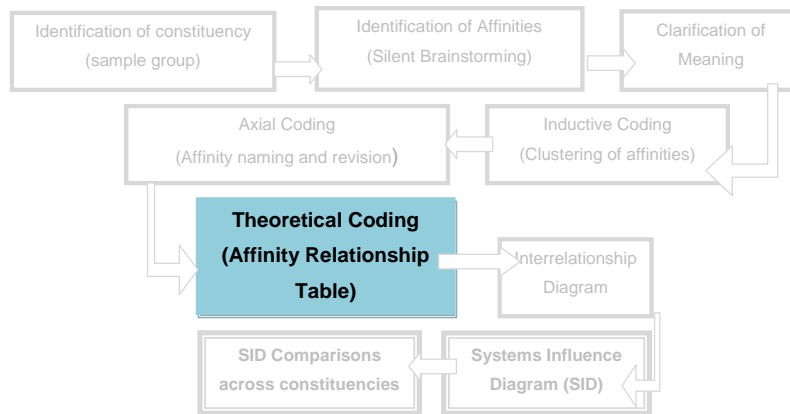 Identification of constituency
(sample group)
Identification of Affinities
(Silent Brainstorming)
Clarification of
Meaning
Axial Coding
(Affinity naming and revision)
Inductive Coding
(Clustering of affinities)
Theoretical Coding
(Affinity Relationship
Table)
Interrelationship
Diagram
SID Comparisons
across constituencies
Systems Influence
Diagram (SID)